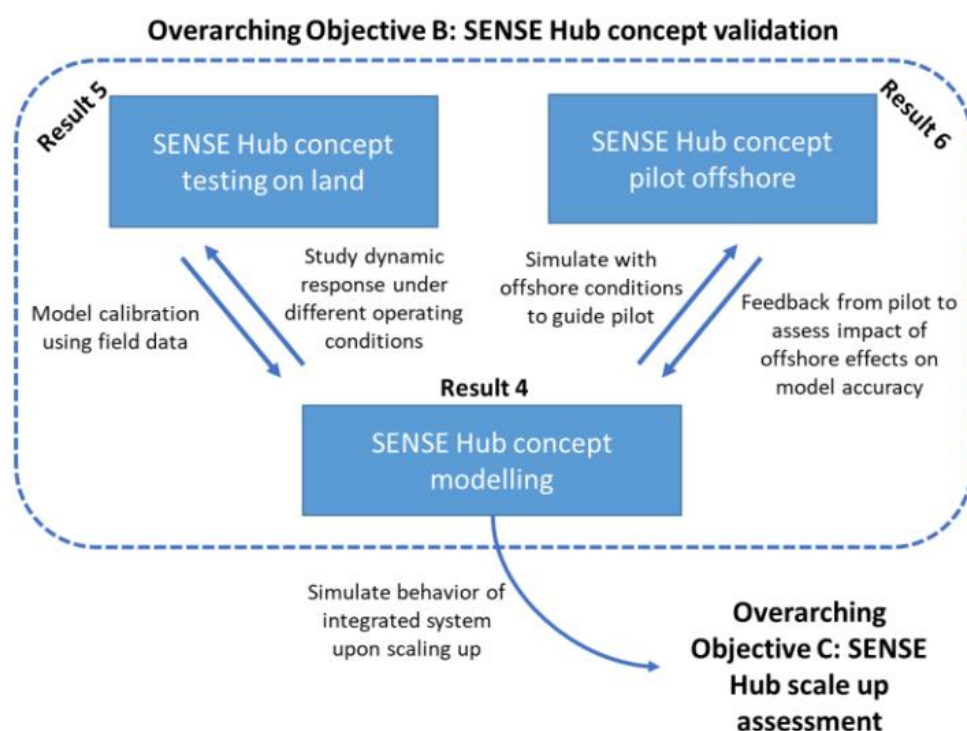 Overarching Objective B: SENSE Hub concept validation
Result 5
SENSE Hub concept
testing on land
Result 6
SENSE Hub concept
pilot offshore
Model calibration
using field data
Study dynamic
response under
different operating
conditions
Simulate with
offshore conditions
to guide pilot
Feedback from pilot to
assess impact of
offshore effects on
model accuracy
Result 4
SENSE Hub concept
modelling
Simulate behavior of
integrated system
upon scaling up
Overarching
Objective C: SENSE
Hub scale up
assessment